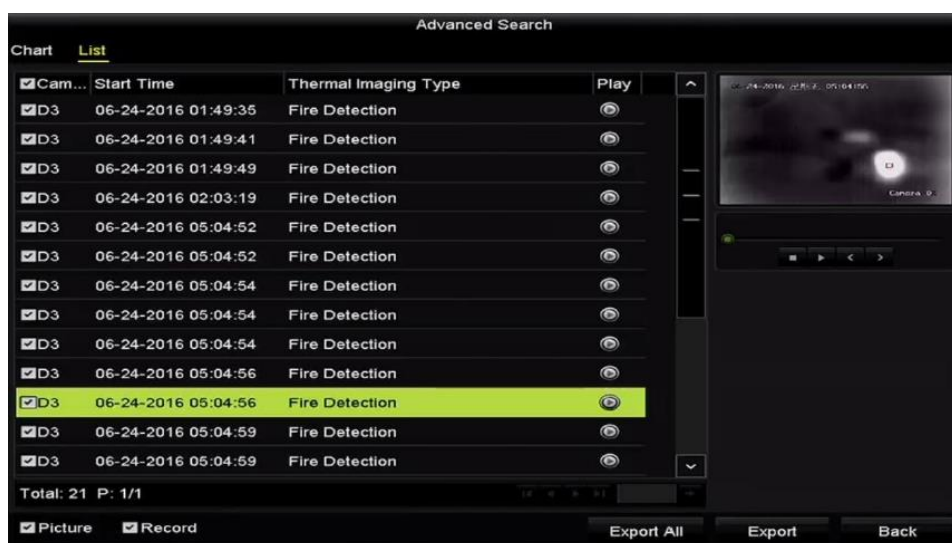 Advanced Search
Chart List
Cam... Start Time Thermal Imaging Type Play
D3 06-24-2016 01:49:35 Fire Detection
D3 06-24-2016 01:49:41 Fire Detection
D3 06-24-2016 01:49:49 Fire Detection
D3 06-24-2016 02:03:19 Fire Detection
D3 06-24-2016 05:04:52 Fire Detection
D3 06-24-2016 05:04:52 Fire Detection
D3 06-24-2016 05:04:54 Fire Detection
D3 06-24-2016 05:04:54 Fire Detection
D3 06-24-2016 05:04:54 Fire Detection
D3 06-24-2016 05:04:56 Fire Detection
D3 06-24-2016 05:04:56 Fire Detection
D3 06-24-2016 05:04:59 Fire Detection
D3 06-24-2016 05:04:59 Fire Detection
Total: 21 P: 1/1
Picture Record Export All Export Back
Camera